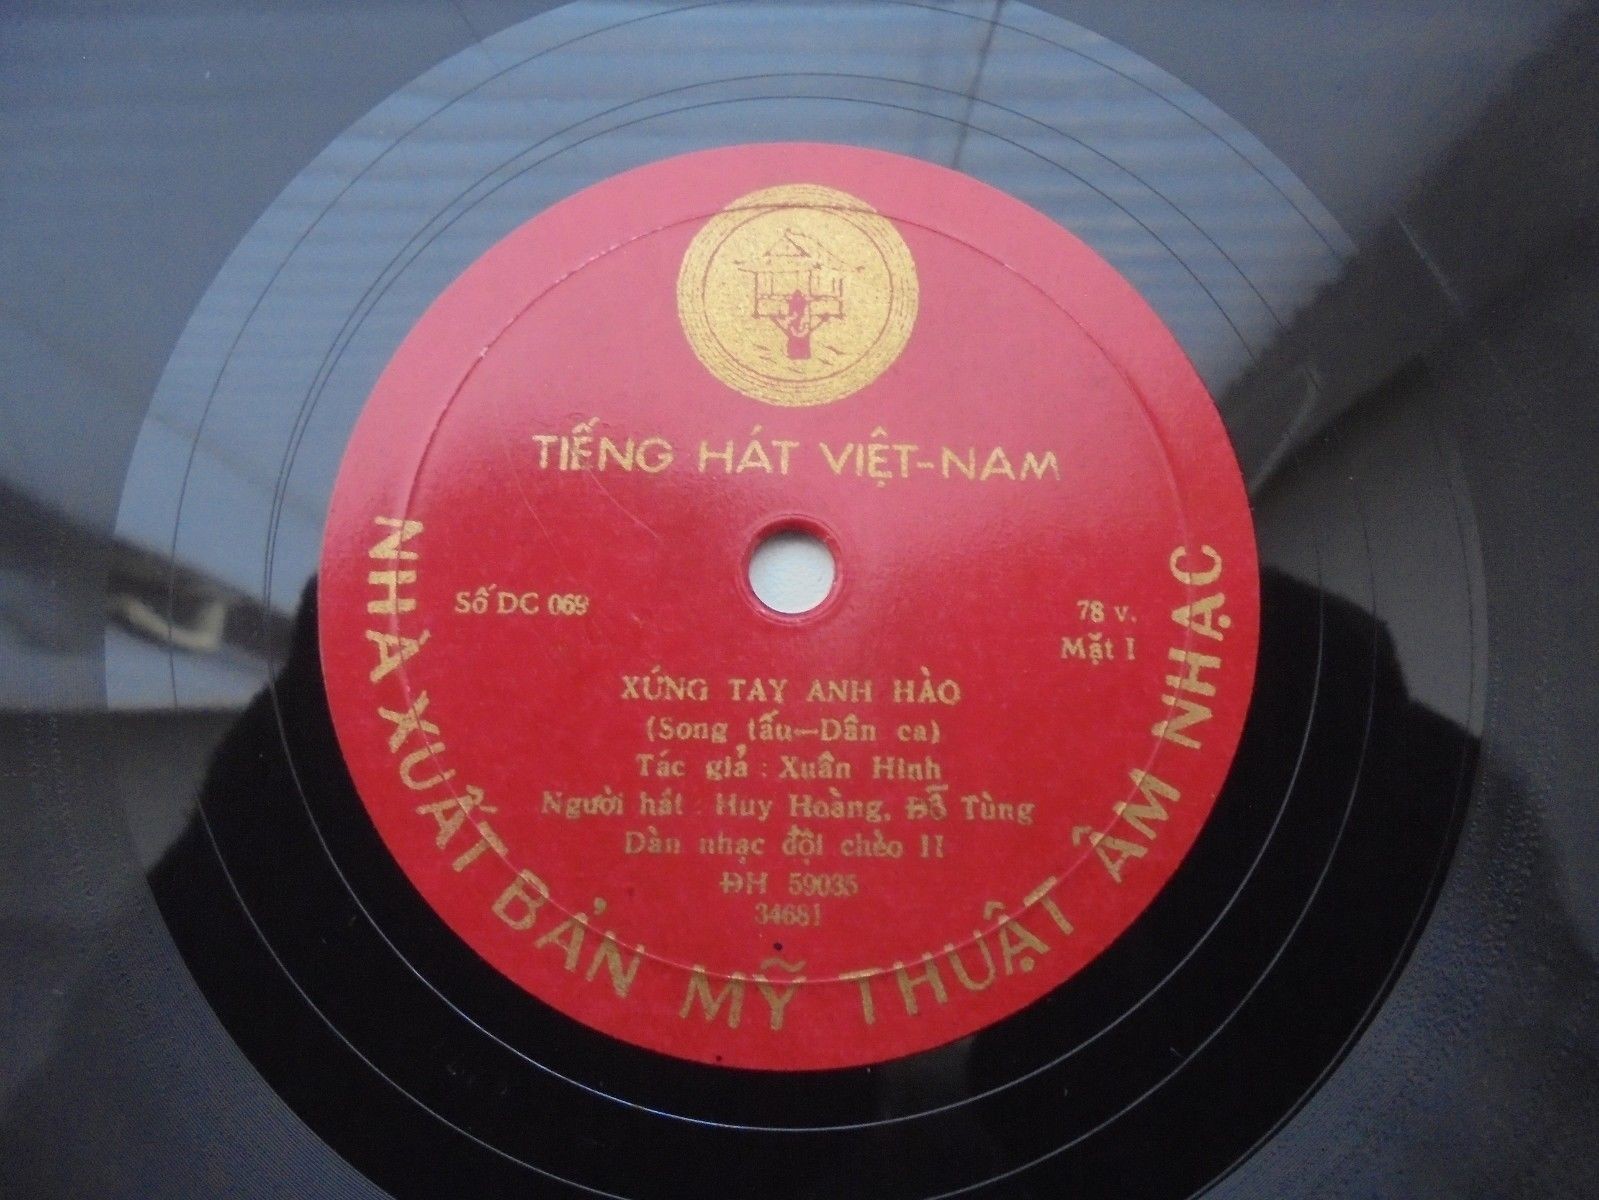 TIẾNG HÁT VIỆT-NAM
Số DC 069
78 v.
Mặt I
XỨNG TAY ANH HÀO
(Song tấu—Dân ca)
Tác giả : Xuân Hinh
Người hát : Huy Hoàng, Đỗ Tùng
Dàn nhạc đội chèo II
ĐH 59035
34681
NHÀ XUẤT BẢN MỸ THUẬT ÂM NHẠC